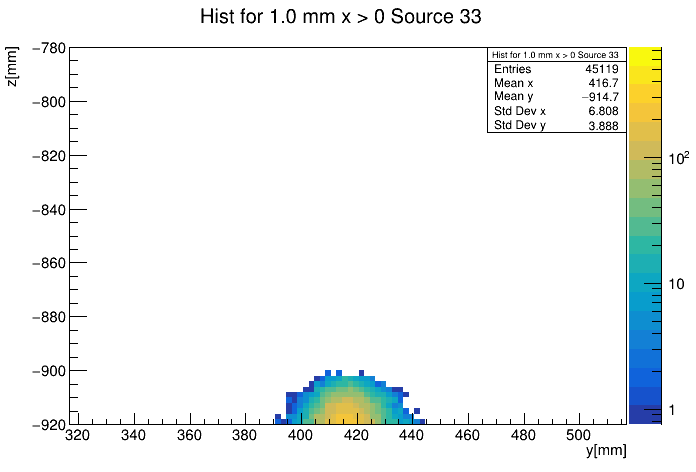 Hist for 1.0 mm x > 0 Source 33
z[mm]
−780
−800
−820
−840
−860
−880
−900
−920
320 340 360 380 400 420 440 460 480 500
y[mm]
Hist for 1.0 mm x > 0 Source 33
Entries 45119
Mean x 416.7
Mean y −914.7
Std Dev x 6.808
Std Dev y 3.888
10²
10
1